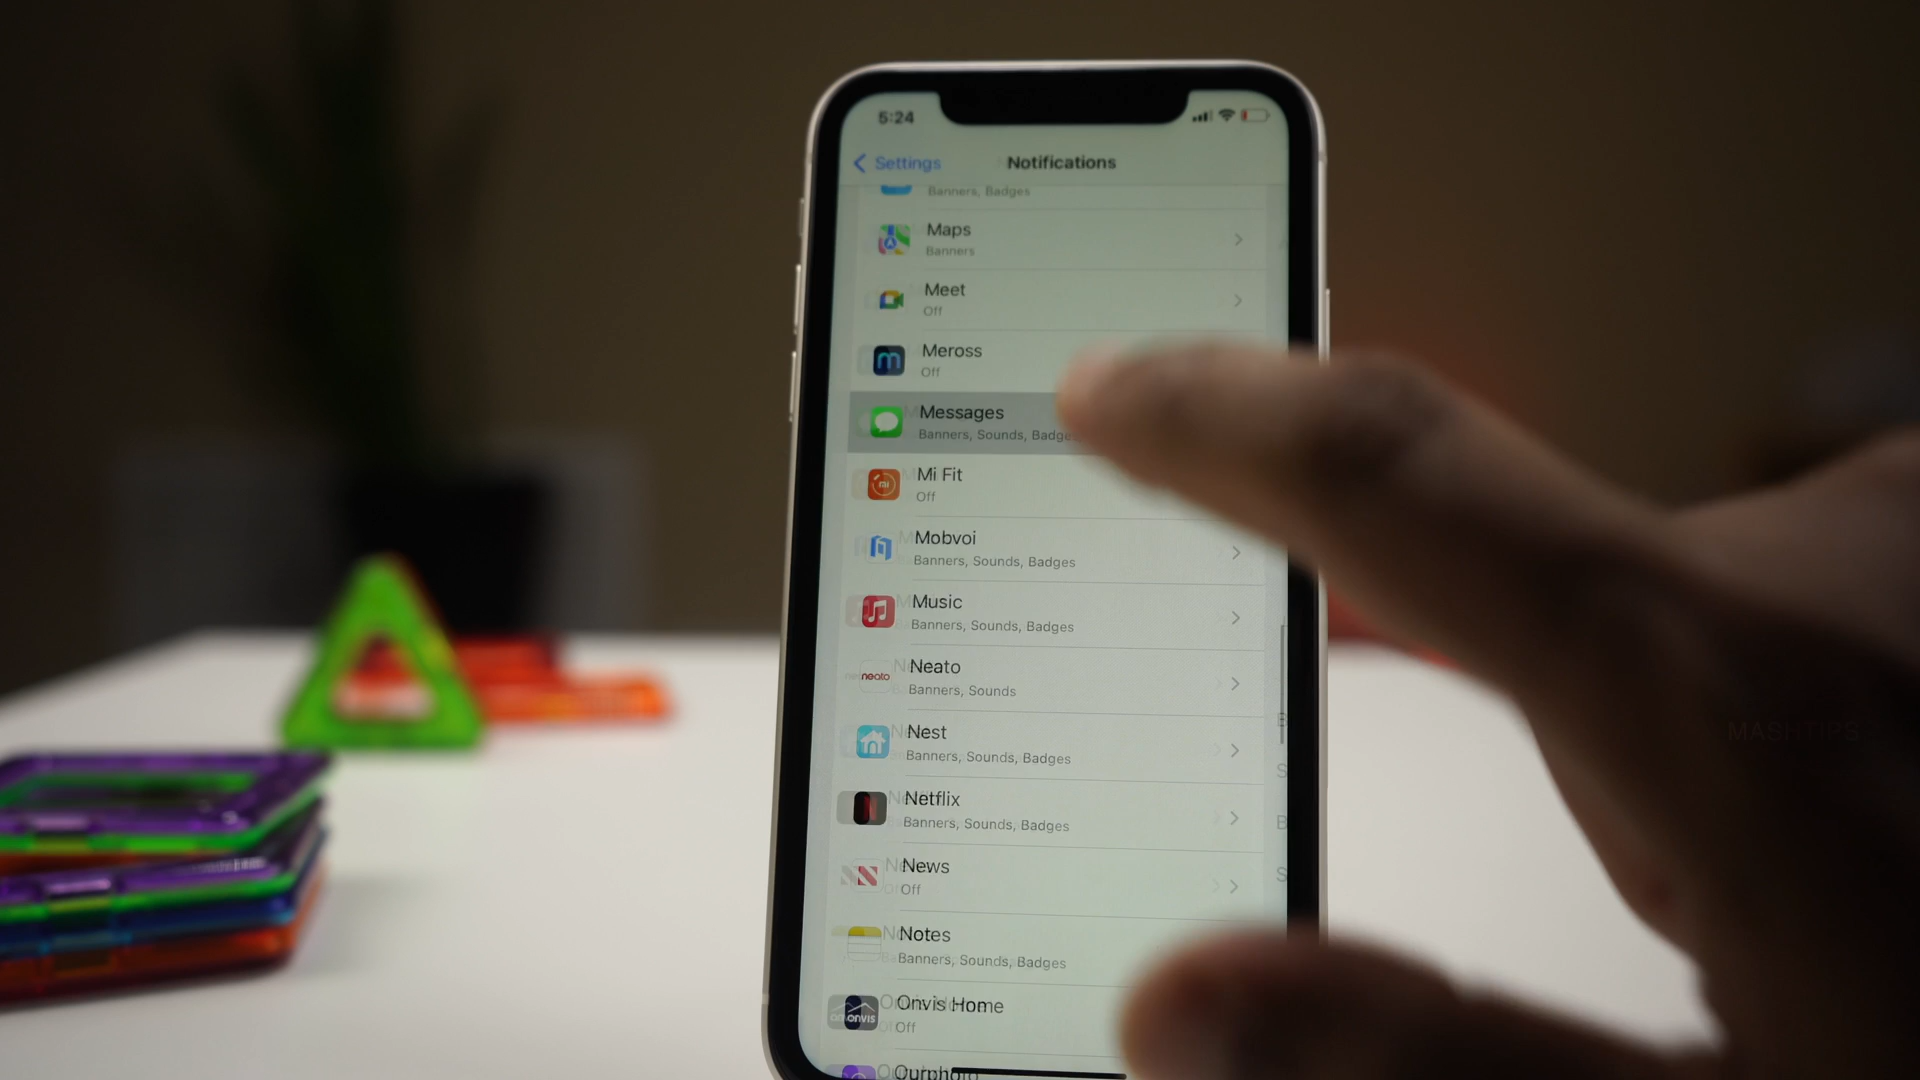 5:24
Settings
Notifications
Banners, Badges
Maps
Banners
Meet
Off
Meross
Off
Messages
Banners, Sounds, Badge
Mi Fit
Off
Mobvoi
Banners, Sounds, Badges
Music
Banners, Sounds, Badges
neato
Neato
Banners, Sounds
Nest
Banners, Sounds, Badges
Netflix
Banners, Sounds, Badges
News
Off
Notes
Banners, Sounds, Badges
onvis
Onvis Home
Off
Ourphoto
MASHTIPS